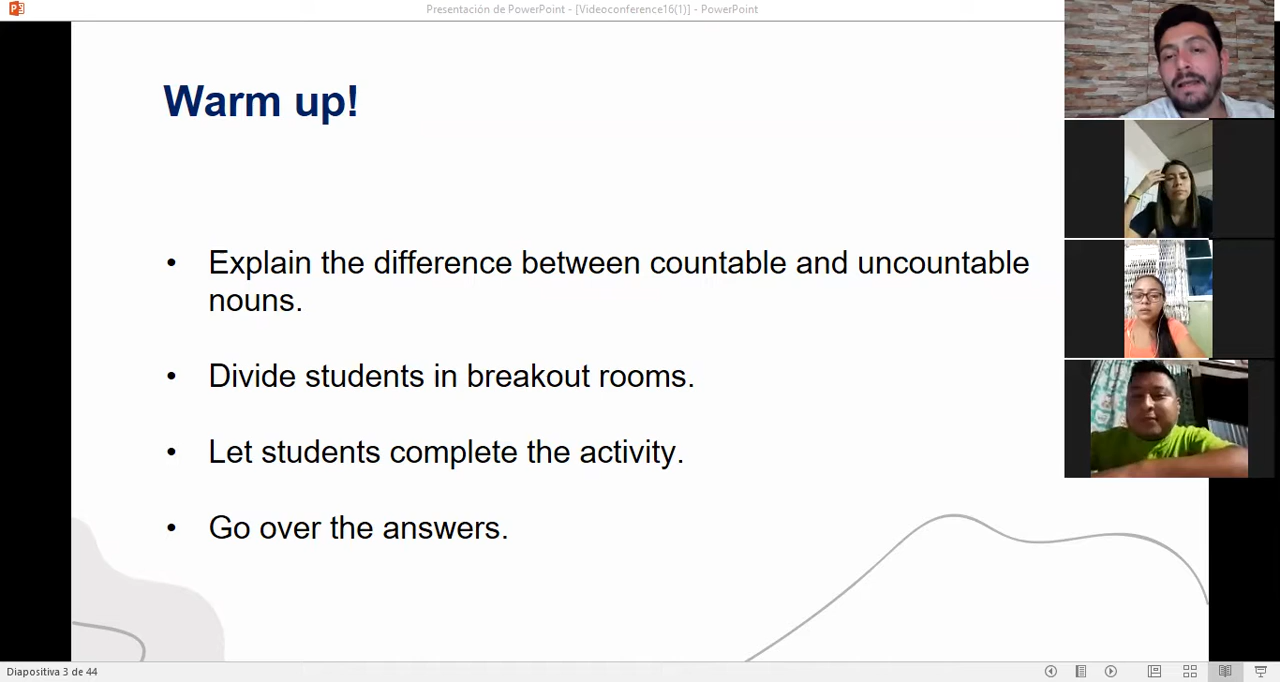 Presentación de PowerPoint - [Videoconference16(1)] - PowerPoint
Warm up!
• Explain the difference between countable and uncountable
nouns.
• Divide students in breakout rooms.
• Let students complete the activity.
• Go over the answers.
Diapositiva 3 de 44